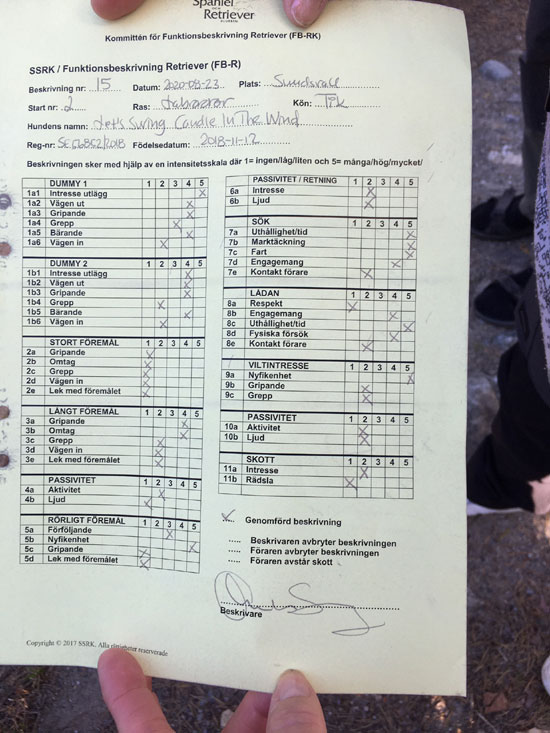 Spaniel
Retriever
Kommittén för Funktionsbeskrivning Retriever (FB-RK)
SSRK / Funktionsbeskrivning Retriever (FB-R)
Beskrivning nr: 15 Datum: 2020-08-23 Plats: Sundsvall
Start nr: 2 Ras: Labrador Kön: Tik
Hundens namn: Let's Swing Candle In The Wind
Reg-nr: /2018 Födelsedatum: 2018-11-12
Beskrivningen sker med hjälp av en intensitetsskala där 1= ingen/låg/liten och 5= många/hög/mycket/
DUMMY 1 1 2 3 4 5
1a1 Intresse utlägg
1a2 Vägen ut
1a3 Gripande
1a4 Grepp
1a5 Bärande
1a6 Vägen in
DUMMY 2 1 2 3 4 5
1b1 Intresse utlägg
1b2 Vägen ut
1b3 Gripande
1b4 Grepp
1b5 Bärande
1b6 Vägen in
STORT FÖREMÅL 1 2 3 4 5
2a Gripande
2b Omtag
2c Grepp
2d Vägen in
2e Lek med föremålet
LÅNGT FÖREMÅL 1 2 3 4 5
3a Gripande
3b Omtag
3c Grepp
3d Vägen in
3e Lek med föremålet
PASSIVITET 1 2 3 4 5
4a Aktivitet
4b Ljud
RÖRLIGT FÖREMÅL 1 2 3 4 5
5a Förföljande
5b Nyfikenhet
5c Gripande
5d Lek med föremålet
PASSIVITET / RETNING 1 2 3 4 5
6a Intresse
6b Ljud
SÖK 1 2 3 4 5
7a Uthållighet/tid
7b Marktäckning
7c Fart
7d Engagemang
7e Kontakt förare
LÅDAN 1 2 3 4 5
8a Respekt
8b Engagemang
8c Uthållighet/tid
8d Fysiska försök
8e Kontakt förare
VILTINTRESSE 1 2 3 4 5
9a Nyfikenhet
9b Gripande
9c Grepp
PASSIVITET 1 2 3 4 5
10a Aktivitet
10b Ljud
SKOTT 1 2 3 4 5
11a Intresse
11b Rädsla
Genomförd beskrivning
Beskrivaren avbryter beskrivningen
Föraren avbryter beskrivningen
Föraren avstår skott
Beskrivare
Copyright © 2017 SSRK. Alla rättigheter reserverade